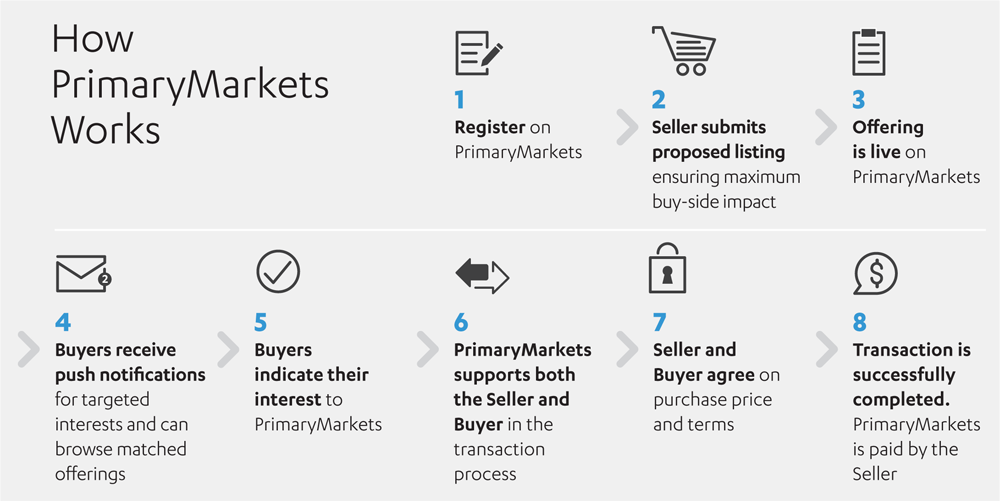 How
PrimaryMarkets
Works
1
Register on
PrimaryMarkets
2
Seller submits
proposed listing
ensuring maximum
buy-side impact
3
Offering
is live on
PrimaryMarkets
2
4
Buyers receive
push notifications
for targeted
interests and can
browse matched
offerings
5
Buyers
indicate their
interest to
PrimaryMarkets
6
PrimaryMarkets
supports both
the Seller and
Buyer in the
transaction
process
7
Seller and
Buyer agree on
purchase price
and terms
$
8
Transaction is
successfully
completed.
PrimaryMarkets
is paid by the
Seller